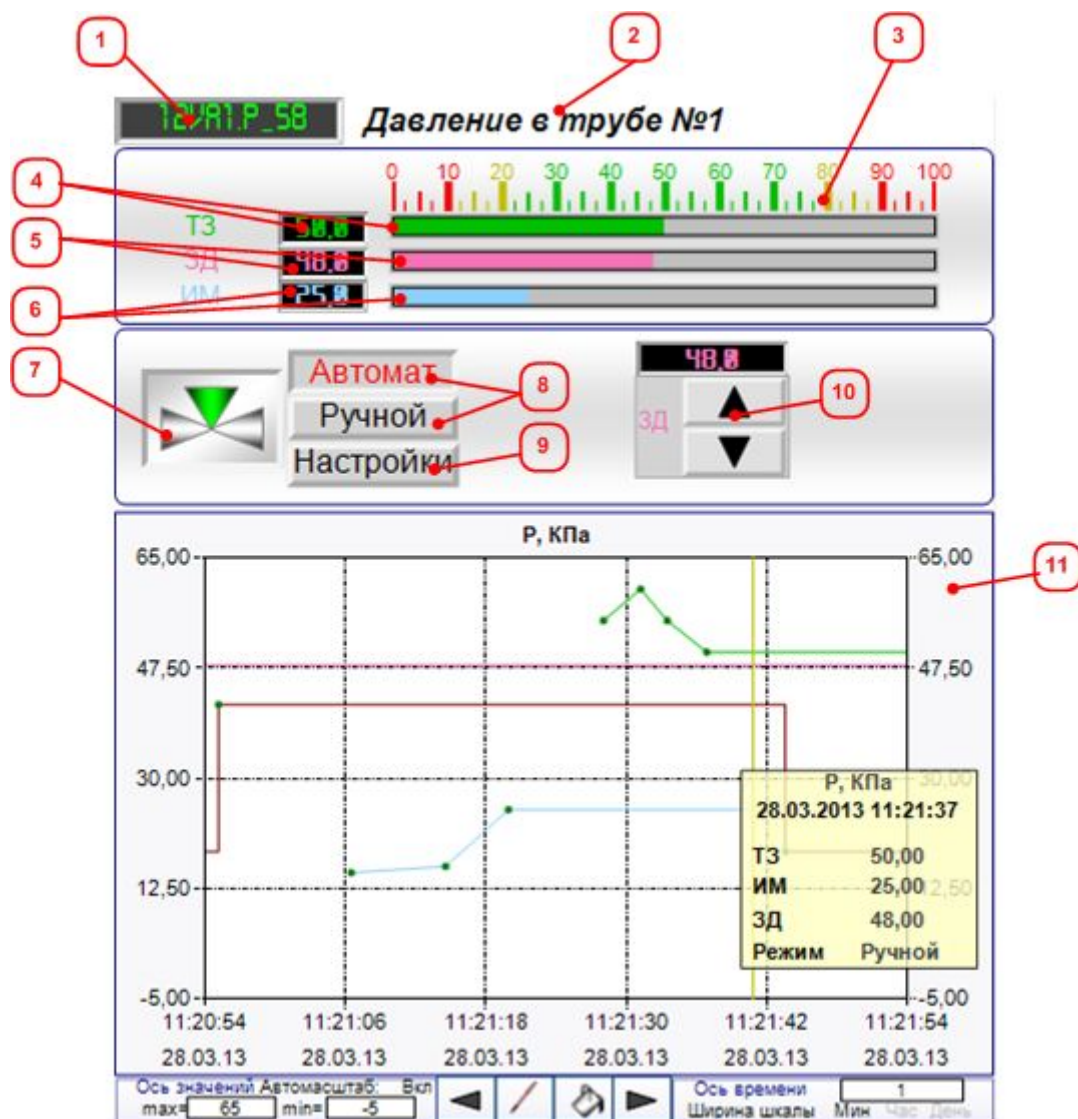 1
2
3
12VA1.P_58
Давление в трубе №1
4
0 10 20 30 40 50 60 70 80 90 100
ТЗ 50,0
5
ЗД 48,0
6
ИМ 25,0
7
Автомат
8
Ручной
9
Настройки
48,0
ЗД
10
11
Р, КПа
65,00 65,00
47,50 47,50
30,00 30,00
12,50 12,50
-5,00 -5,00
Р, КПа
28.03.2013 11:21:37
ТЗ 50,00
ИМ 25,00
ЗД 48,00
Режим Ручной
11:20:54 11:21:06 11:21:18 11:21:30 11:21:42 11:21:54
28.03.13 28.03.13 28.03.13 28.03.13 28.03.13 28.03.13
Ось значений Автомасштаб: Вкл
max= 65 min= -5
Ось времени 1
Ширина шкалы Мин Час День